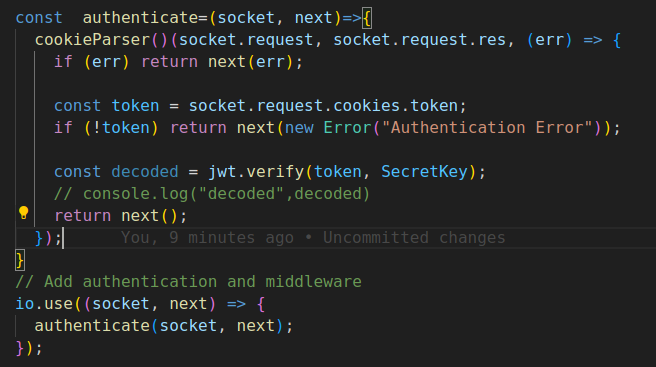 const  authenticate=(socket, next)=>{
  cookieParser()(socket.request, socket.request.res, (err) => {
    if (err) return next(err);

    const token = socket.request.cookies.token;
    if (!token) return next(new Error("Authentication Error"));

    const decoded = jwt.verify(token, SecretKey);
    // console.log("decoded",decoded)
    return next();
  });      You, 9 minutes ago • Uncommitted changes
}
// Add authentication and middleware
io.use((socket, next) => {
  authenticate(socket, next);
});